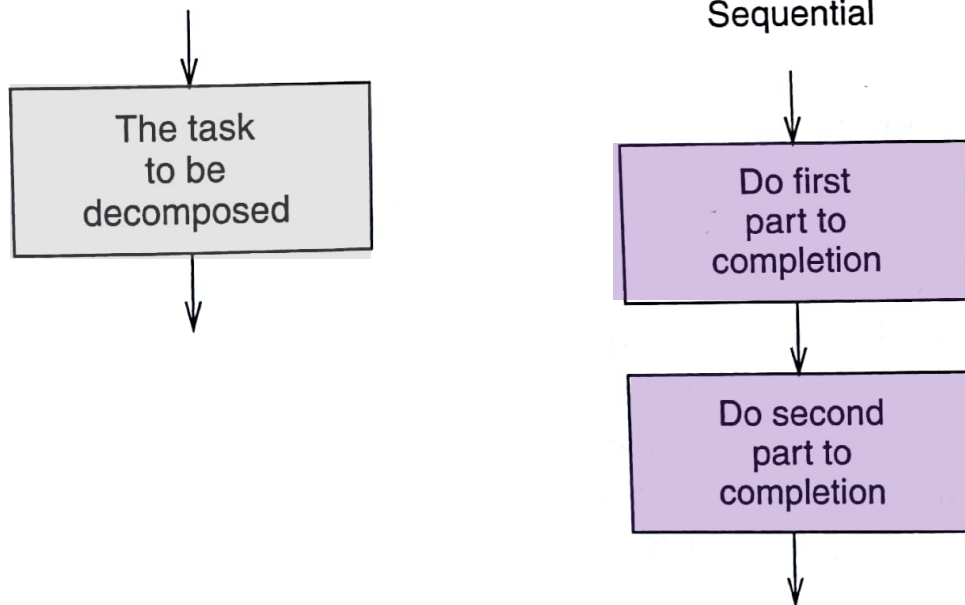 The task
to be
decomposed
Sequential
Do first
part to
completion
Do second
part to
completion